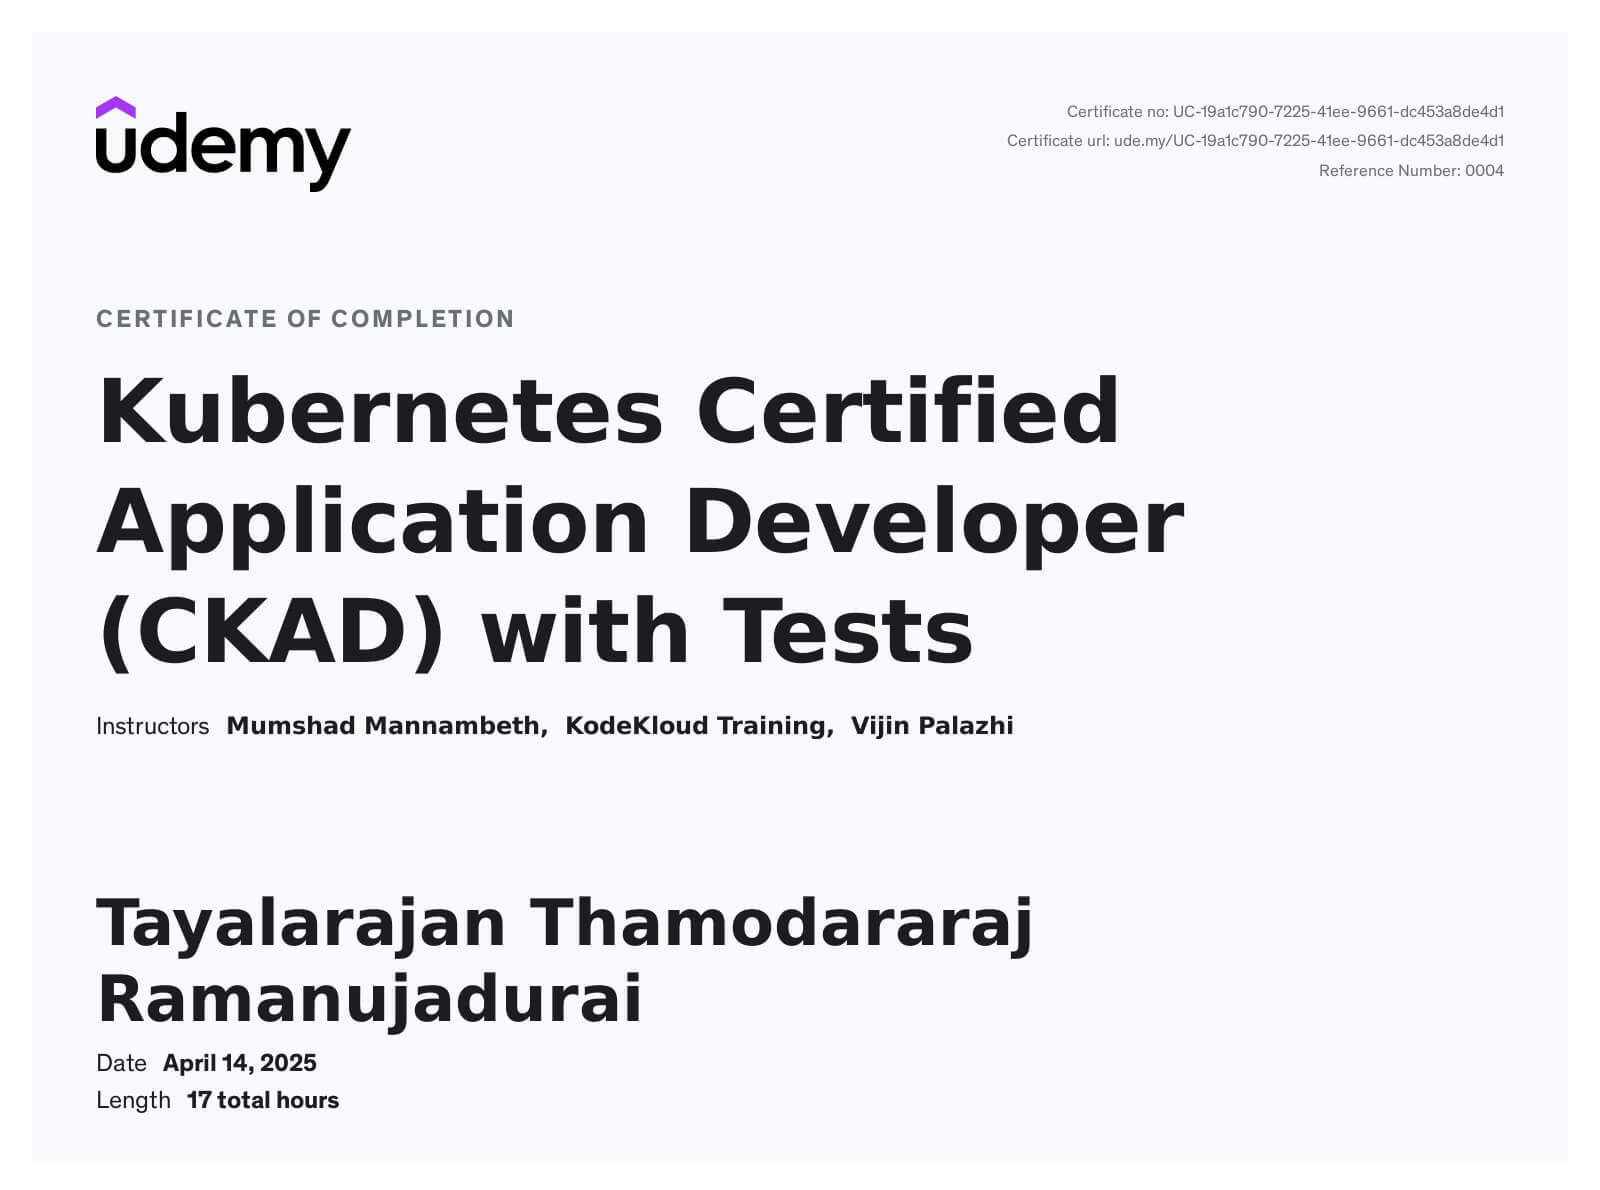 udemy
Certificate no: UC-19a1c790-7225-41ee-9661-dc453a8de4d1
Certificate url: ude.my/UC-19a1c790-7225-41ee-9661-dc453a8de4d1
Reference Number: 0004
CERTIFICATE OF COMPLETION
Kubernetes Certified
Application Developer
(CKAD) with Tests
Instructors Mumshad Mannambeth, KodeKloud Training, Vijin Palazhi
Tayalarajan Thamodararaj
Ramanujadurai
Date April 14, 2025
Length 17 total hours